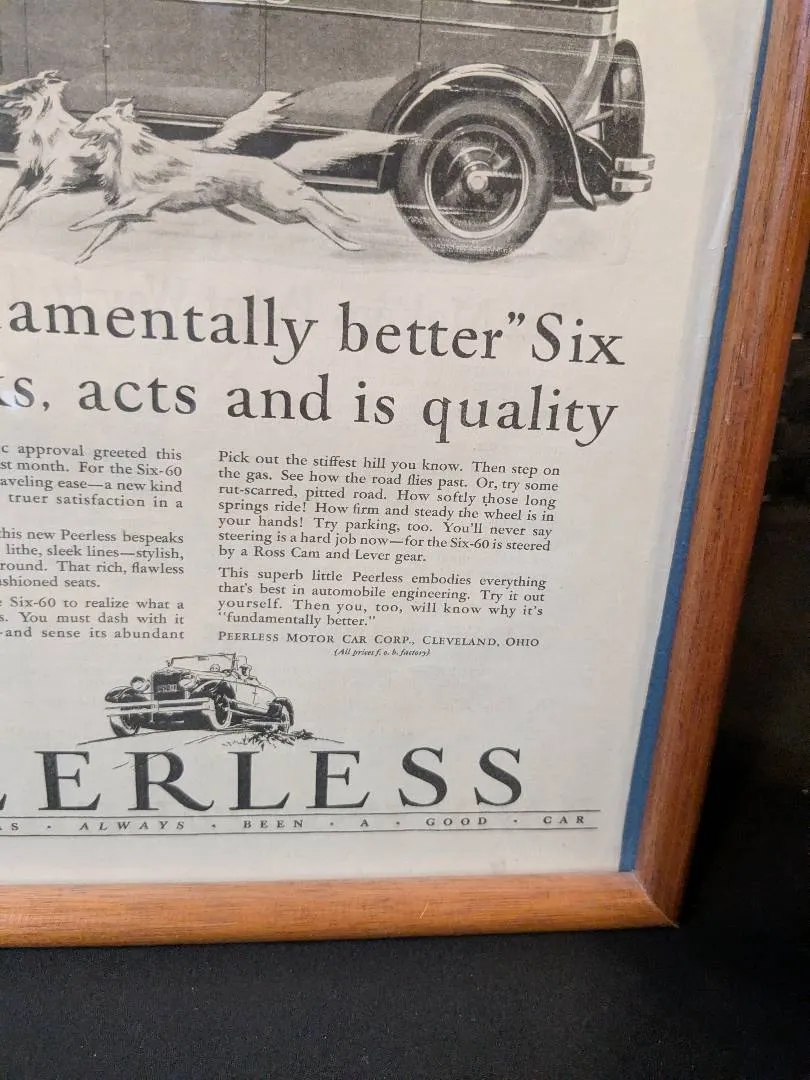 amentally better" Six
s, acts and is quality
c approval greeted this
st month. For the Six-60
aveling ease—a new kind
truer satisfaction in a
this new Peerless bespeaks
lithe, sleek lines—stylish,
round. That rich, flawless
ashioned seats.
Six-60 to realize what a
s. You must dash with it
-and sense its abundant
Pick out the stiffest hill you know. Then step on
the gas. See how the road flies past. Or, try some
rut-scarred, pitted road. How softly those long
springs ride! How firm and steady the wheel is in
your hands! Try parking, too. You'll never say
steering is a hard job now—for the Six-60 is steered
by a Ross Cam and Lever gear.
This superb little Peerless embodies everything
that's best in automobile engineering. Try it out
yourself. Then you, too, will know why it's
"fundamentally better."
PEERLESS MOTOR CAR CORP., CLEVELAND, OHIO
(All prices f. o. b. factory)
EERLESS
AS · ALWAYS · BEEN · A · GOOD · CAR